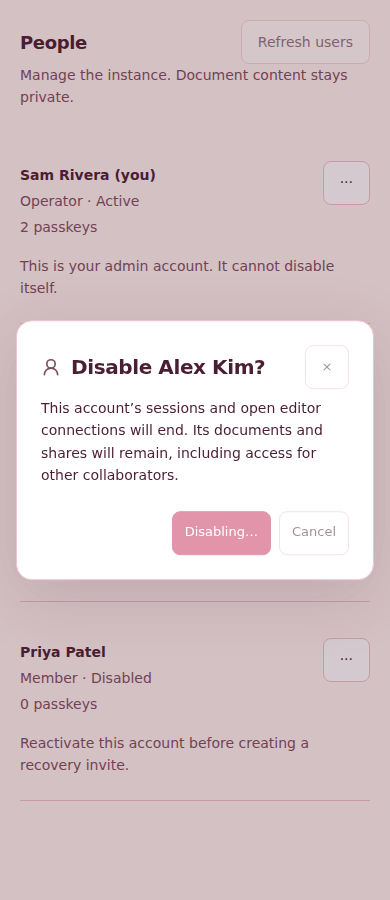 People
Refresh users
Manage the instance. Document content stays
private.
Sam Rivera (you)
...
Operator · Active
2 passkeys
This is your admin account. It cannot disable
itself.
Disable Alex Kim?
×
This account’s sessions and open editor
connections will end. Its documents and
shares will remain, including access for
other collaborators.
Disabling…
Cancel
Priya Patel
...
Member · Disabled
0 passkeys
Reactivate this account before creating a
recovery invite.